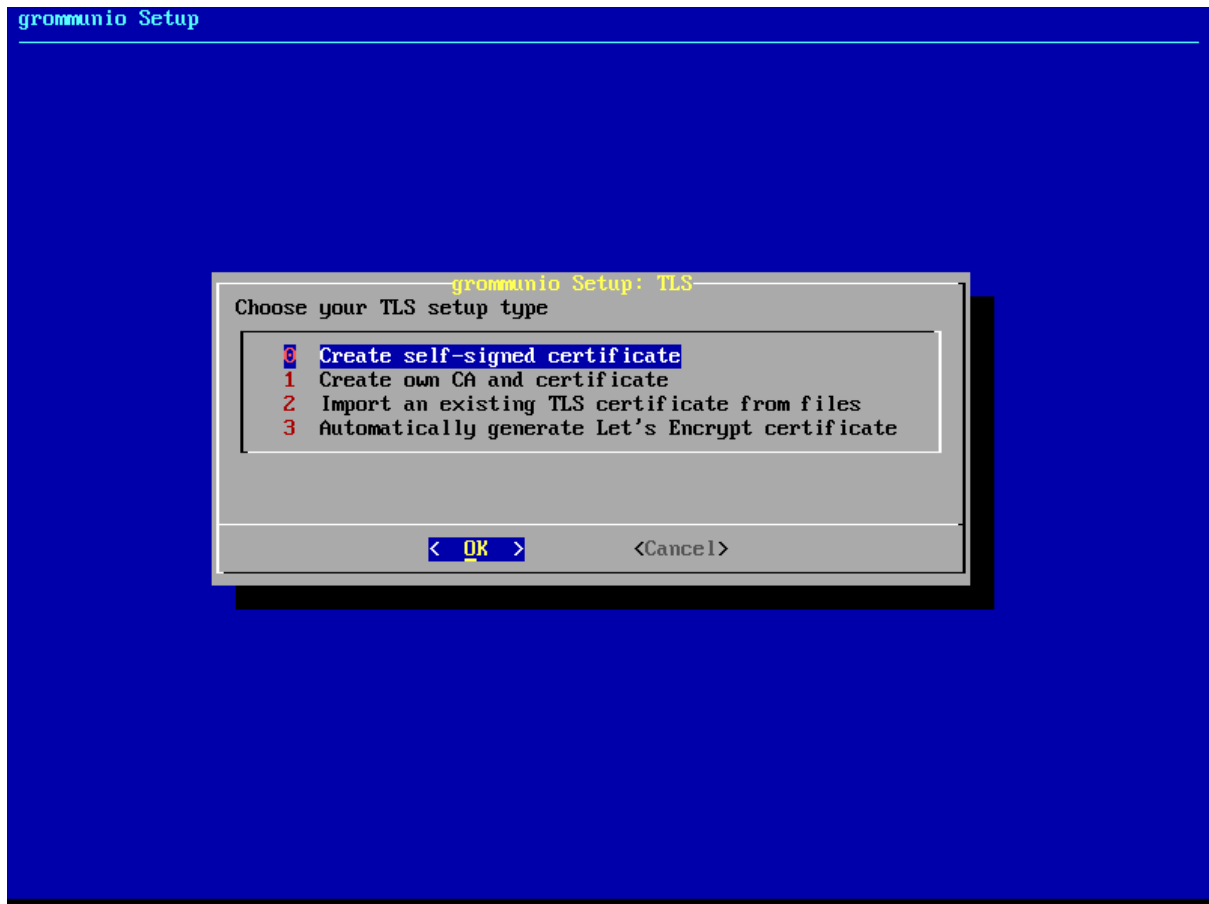 grommunio Setup
grommunio Setup: TLS
Choose your TLS setup type
0 Create self-signed certificate
1 Create own CA and certificate
2 Import an existing TLS certificate from files
3 Automatically generate Let's Encrypt certificate
< OK > <Cancel>